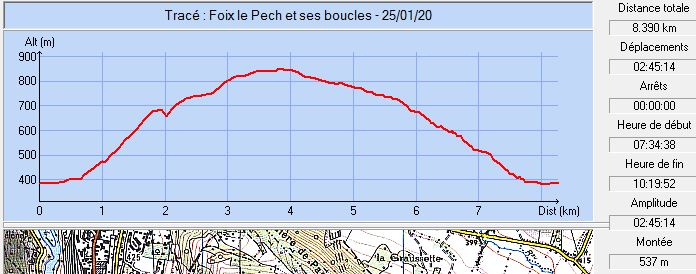 Tracé : Foix le Pech et ses boucles - 25/01/20
Alt (m)
900
800
700
600
500
400
0 1 2 3 4 5 6 7 Dist (km)
Distance totale
8.390 km
Déplacements
02:45:14
Arrêts
00:00:00
Heure de début
07:34:38
Heure de fin
10:19:52
Amplitude
02:45:14
Montée
537 m
la Graussette
399
425